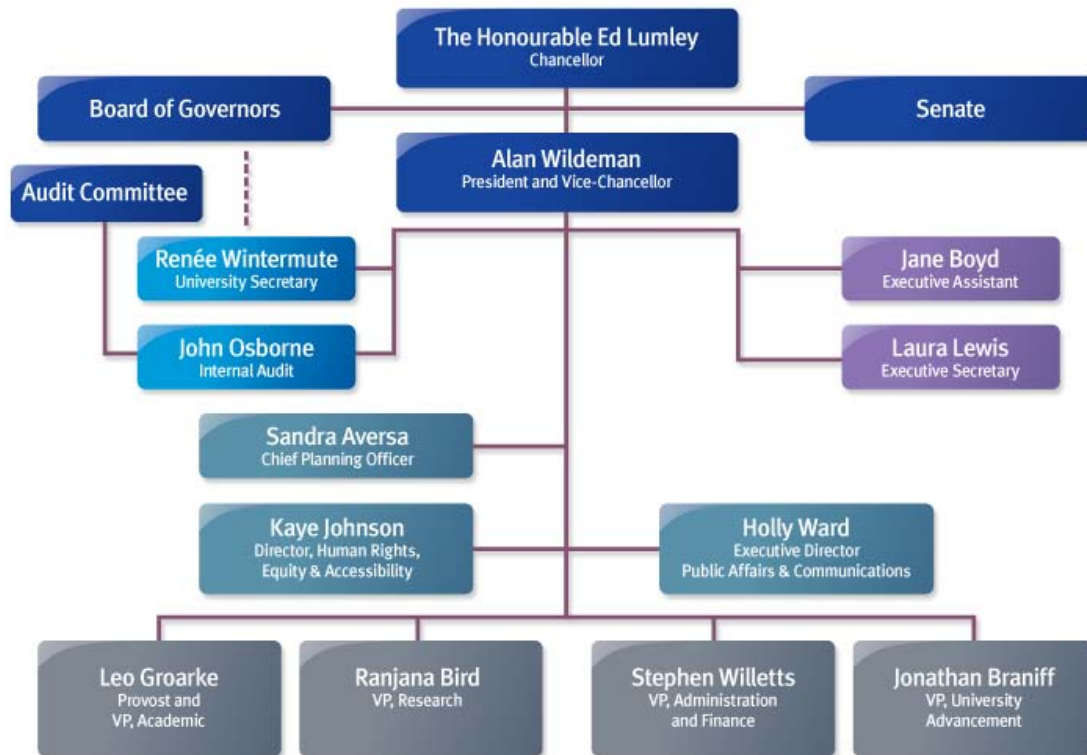 The Honourable Ed Lumley
Chancellor
Board of Governors
Senate
Alan Wildeman
President and Vice-Chancellor
Audit Committee
Renée Wintermute
University Secretary
Jane Boyd
Executive Assistant
John Osborne
Internal Audit
Laura Lewis
Executive Secretary
Sandra Aversa
Chief Planning Officer
Kaye Johnson
Director, Human Rights,
Equity & Accessibility
Holly Ward
Executive Director
Public Affairs & Communications
Leo Groarke
Provost and
VP, Academic
Ranjana Bird
VP, Research
Stephen Willetts
VP, Administration
and Finance
Jonathan Braniff
VP, University
Advancement